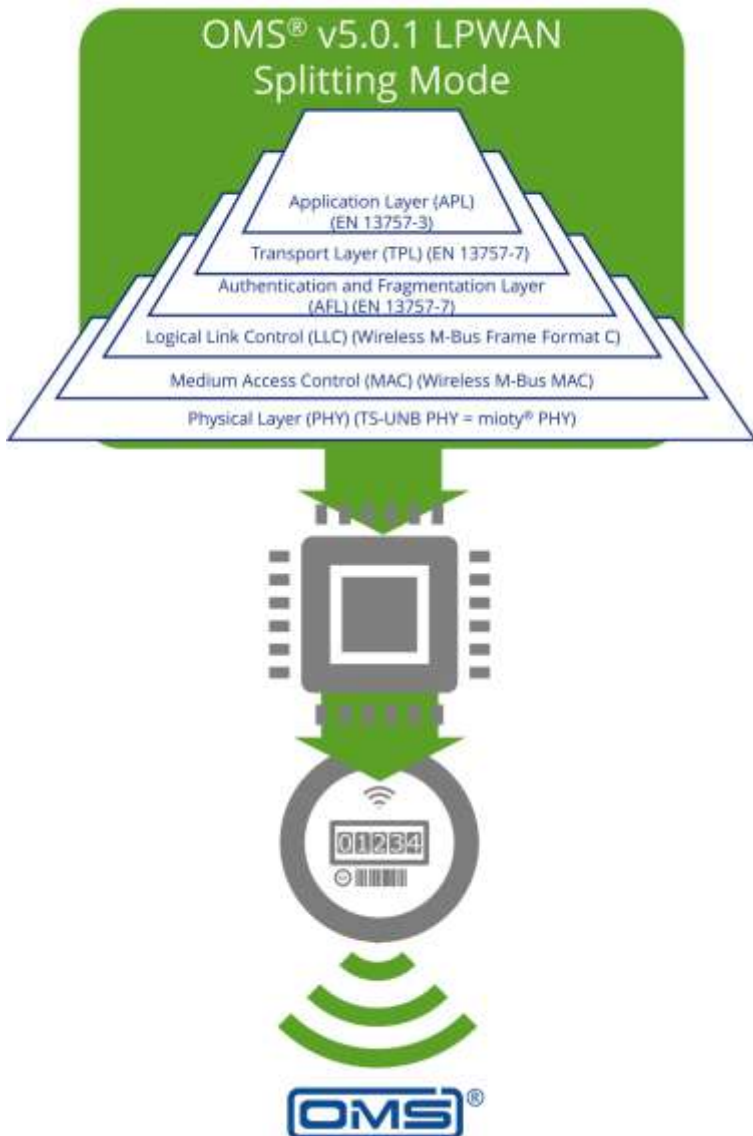 OMS® v5.0.1 LPWAN
Splitting Mode
Application Layer (APL)
(EN 13757-3)
Transport Layer (TPL) (EN 13757-7)
Authentication and Fragmentation Layer
(AFL) (EN 13757-7)
Logical Link Control (LLC) (Wireless M-Bus Frame Format C)
Medium Access Control (MAC) (Wireless M-Bus MAC)
Physical Layer (PHY) (TS-UNB PHY = mioty® PHY)
01234
OMS®